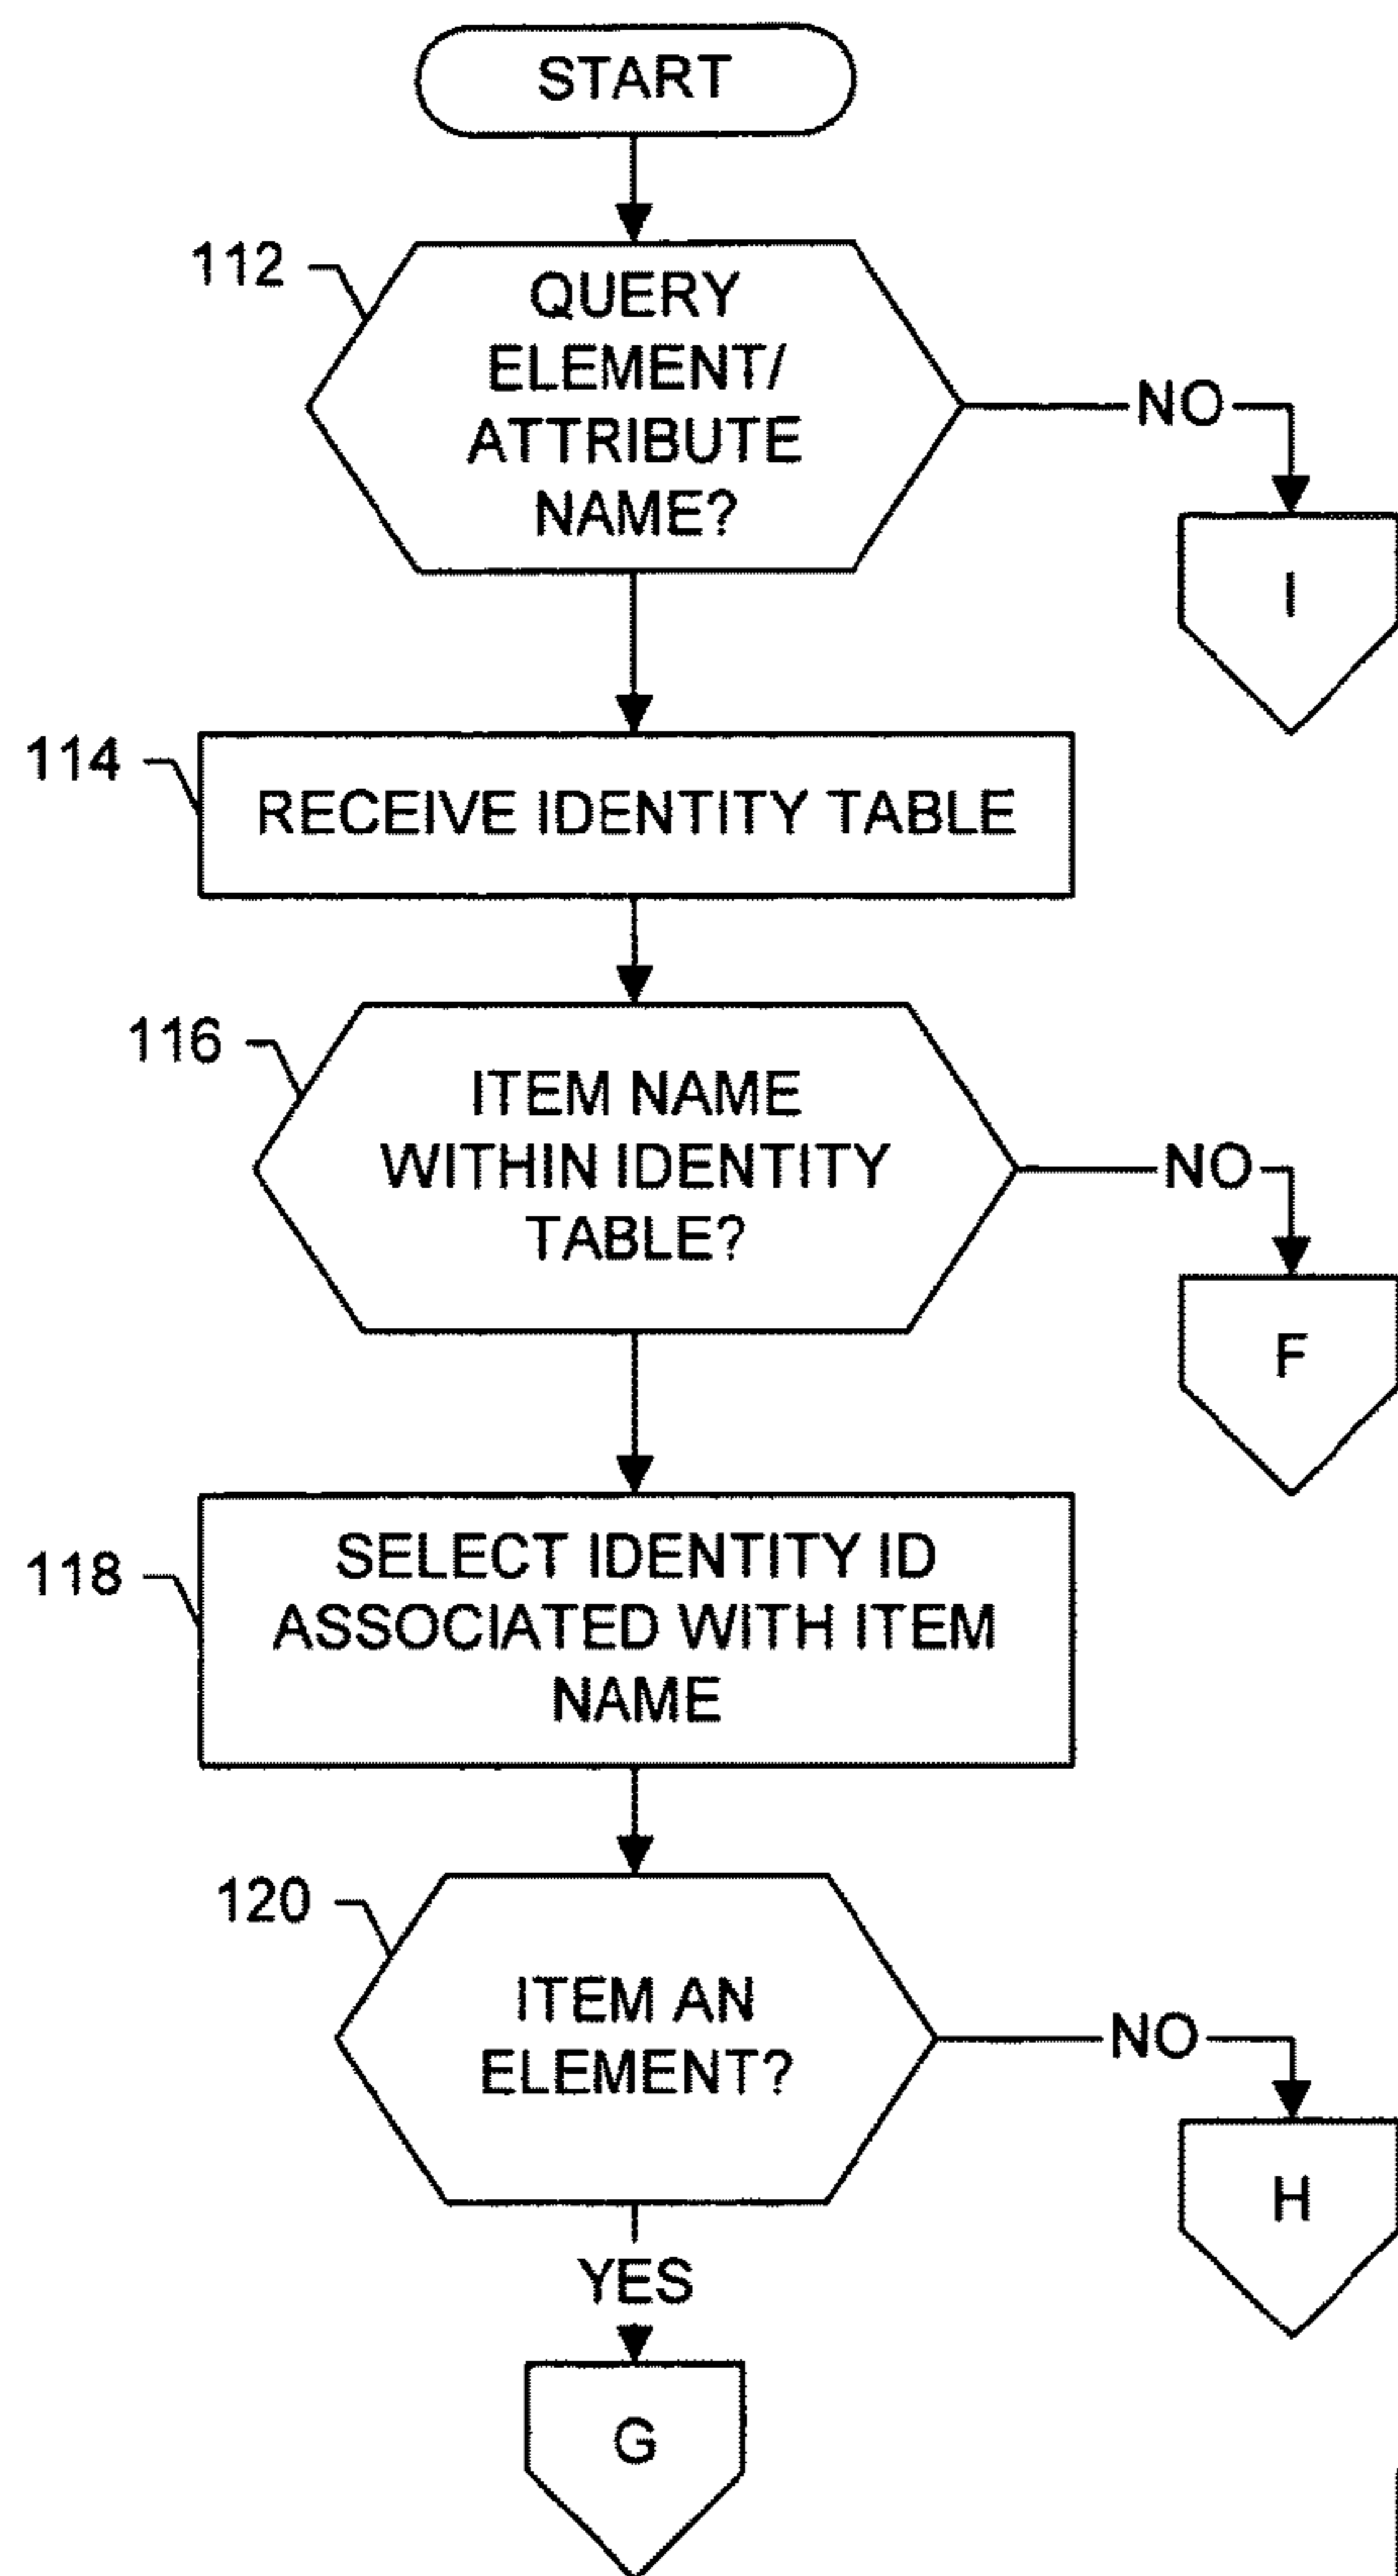 START
112
QUERY
ELEMENT/
ATTRIBUTE
NAME?
NO
I
114
RECEIVE IDENTITY TABLE
116
ITEM NAME
WITHIN IDENTITY
TABLE?
NO
F
118
SELECT IDENTITY ID
ASSOCIATED WITH ITEM
NAME
120
ITEM AN
ELEMENT?
NO
H
YES
G